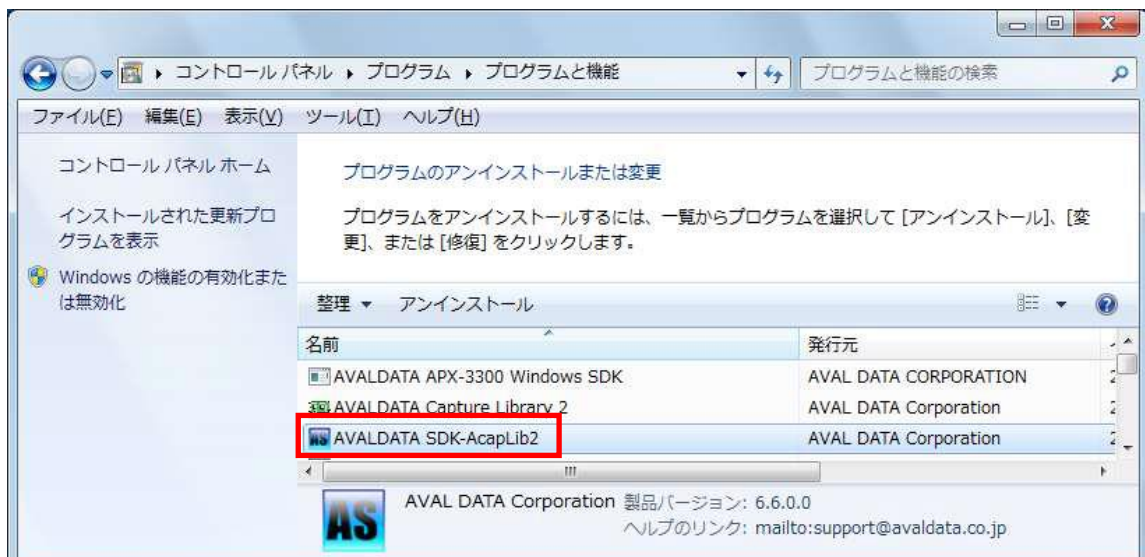 コントロール パネル ▶ プログラム ▶ プログラムと機能
プログラムと機能の検索
ファイル(F) 編集(E) 表示(V) ツール(T) ヘルプ(H)
コントロール パネル ホーム
インストールされた更新プロ
グラムを表示
Windows の機能の有効化また
は無効化
プログラムのアンインストールまたは変更
プログラムをアンインストールするには、一覧からプログラムを選択して [アンインストール]、[変
更]、または [修復] をクリックします。
整理 ▼ アンインストール
名前 発行元
AVALDATA APX-3300 Windows SDK AVAL DATA CORPORATION
AVALDATA Capture Library 2 AVAL DATA Corporation
AVALDATA SDK-AcapLib2 AVAL DATA Corporation
AS
AVAL DATA Corporation 製品バージョン: 6.6.0.0
ヘルプのリンク: mailto:support@avaldata.co.jp